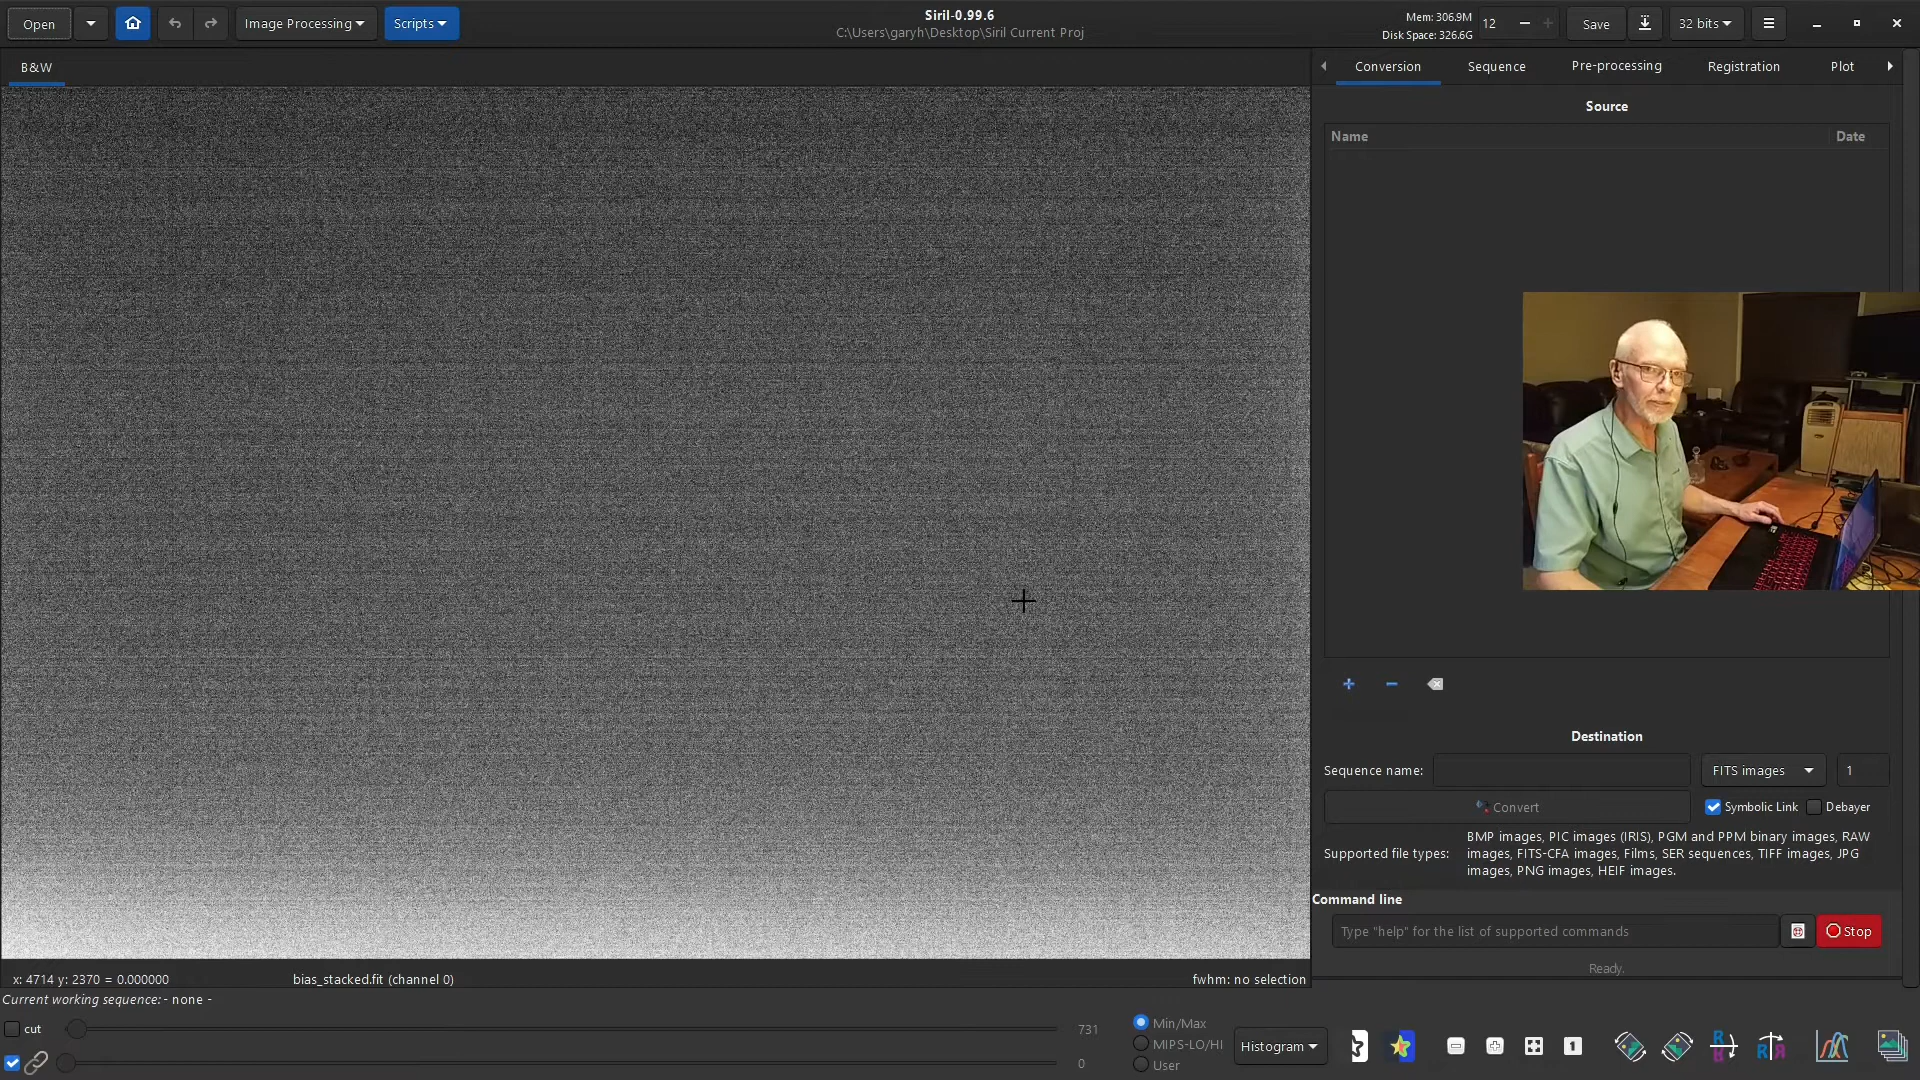 Open
Image Processing
Scripts
Siril-0.99.6
C:\Users\garyh\Desktop\Siril Current Proj
Mem: 306.9M
Disk Space: 326.6G
12
Save
32 bits
B&W
Conversion
Sequence
Pre-processing
Registration
Plot
Source
Name
Date
Destination
Sequence name:
FITS images
1
Convert
Symbolic Link
Debayer
Supported file types:
BMP images, PIC images (IRIS), PGM and PPM binary images, RAW
images, FITS-CFA images, Films, SER sequences, TIFF images, JPG
images, PNG images, HEIF images.
Command line
Type "help" for the list of supported commands
Stop
Ready.
x: 4714 y: 2370 = 0.000000
bias_stacked.fit (channel 0)
fwhm: no selection
Current working sequence: - none -
cut
731
0
Min/Max
MIPS-LO/HI
User
Histogram
1
R
R
R R